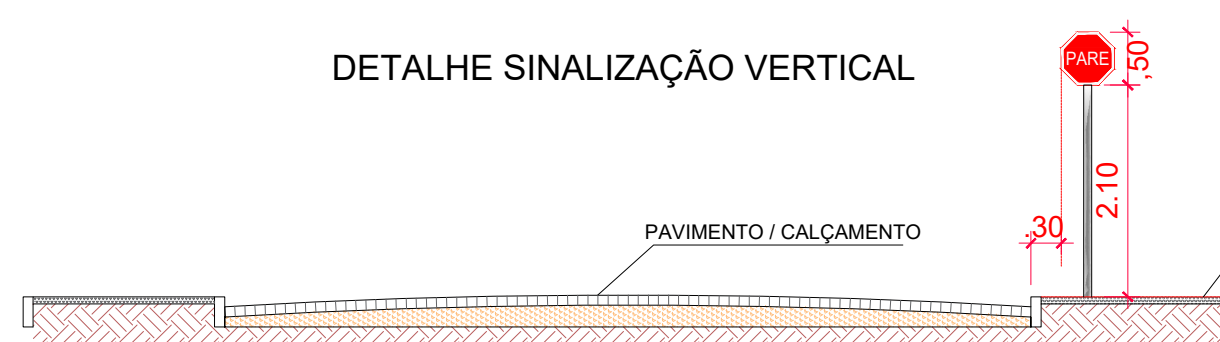 DETALHE SINALIZAÇÃO VERTICAL
PARE
,50
2.10
.30
PAVIMENTO / CALÇAMENTO